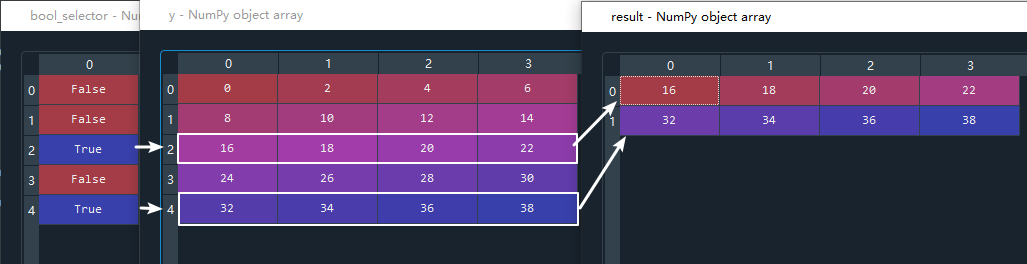 bool_selector - Nu
0
0 False
1 False
2 True
3 False
4 True
y - NumPy object array
0 1 2 3
0 0 2 4 6
1 8 10 12 14
2 16 18 20 22
3 24 26 28 30
4 32 34 36 38
result - NumPy object array
0 1 2 3
0 16 18 20 22
1 32 34 36 38